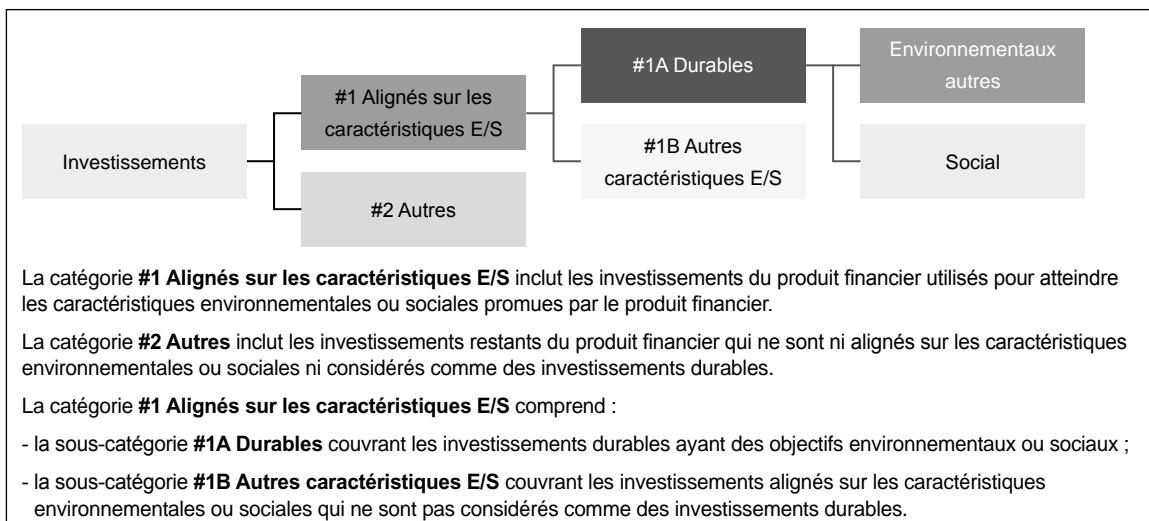 Investissements
#1 Alignés sur les
caractéristiques E/S
#2 Autres
#1A Durables
#1B Autres
caractéristiques E/S
Environnementaux
autres
Social
La catégorie #1 Alignés sur les caractéristiques E/S inclut les investissements du produit financier utilisés pour atteindre
les caractéristiques environnementales ou sociales promues par le produit financier.
La catégorie #2 Autres inclut les investissements restants du produit financier qui ne sont ni alignés sur les caractéristiques
environnementales ou sociales ni considérés comme des investissements durables.
La catégorie #1 Alignés sur les caractéristiques E/S comprend :
- la sous-catégorie #1A Durables couvrant les investissements durables ayant des objectifs environnementaux ou sociaux ;
- la sous-catégorie #1B Autres caractéristiques E/S couvrant les investissements alignés sur les caractéristiques
environnementales ou sociales qui ne sont pas considérés comme des investissements durables.